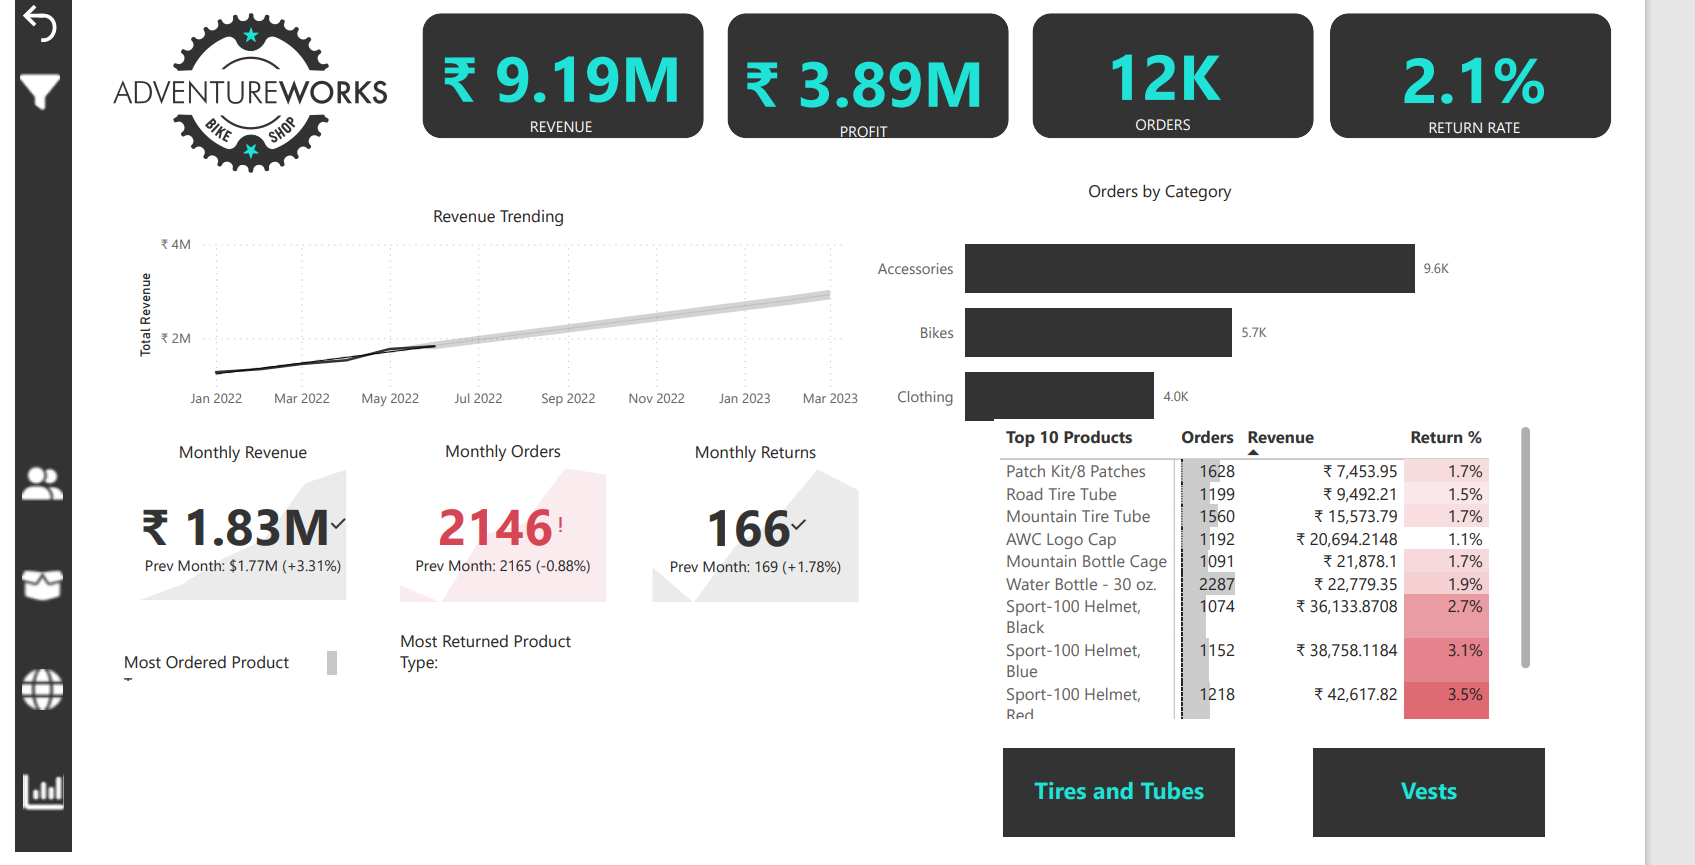 ADVENTUREWORKS
BIKE SHOP
₹ 9.19M
REVENUE
₹ 3.89M
PROFIT
12K
ORDERS
2.1%
RETURN RATE
Revenue Trending
Total Revenue
₹ 4M
₹ 2M
Jan 2022 Mar 2022 May 2022 Jul 2022 Sep 2022 Nov 2022 Jan 2023 Mar 2023
Orders by Category
Accessories 9.6K
Bikes 5.7K
Clothing 4.0K
Monthly Revenue
₹ 1.83M
Prev Month: $1.77M (+3.31%)
Monthly Orders
2146 !
Prev Month: 2165 (-0.88%)
Monthly Returns
166
Prev Month: 169 (+1.78%)
Top 10 Products Orders Revenue Return %
Patch Kit/8 Patches 1628 ₹ 7,453.95 1.7%
Road Tire Tube 1199 ₹ 9,492.21 1.5%
Mountain Tire Tube 1560 ₹ 15,573.79 1.7%
AWC Logo Cap 1192 ₹ 20,694.2148 1.1%
Mountain Bottle Cage 1091 ₹ 21,878.1 1.7%
Water Bottle - 30 oz. 2287 ₹ 22,779.35 1.9%
Sport-100 Helmet, 1074 ₹ 36,133.8708 2.7%
Black
Sport-100 Helmet, 1152 ₹ 38,758.1184 3.1%
Blue
Sport-100 Helmet, 1218 ₹ 42,617.82 3.5%
Red
Most Ordered Product
Most Returned Product
Type:
Tires and Tubes
Vests